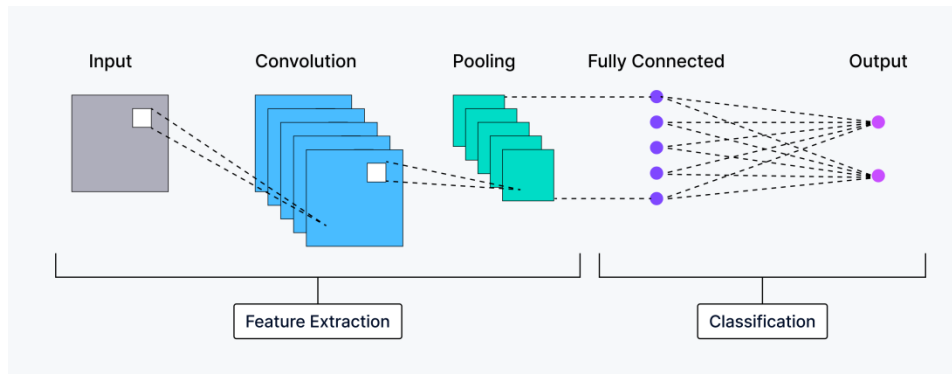 Input
Convolution
Pooling
Fully Connected
Output
Feature Extraction
Classification